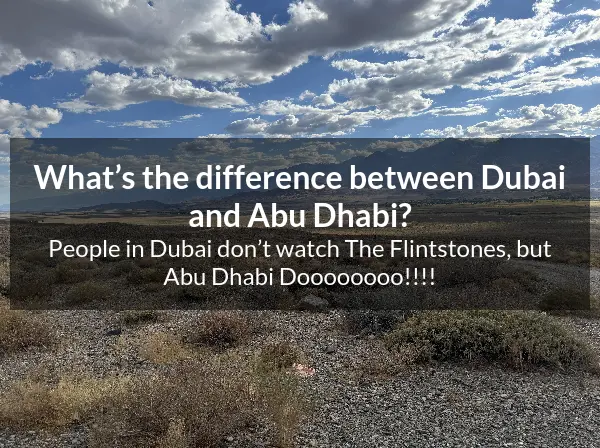 What’s the difference between Dubai
and Abu Dhabi?
People in Dubai don’t watch The Flintstones, but
Abu Dhabi Doooooooo!!!!